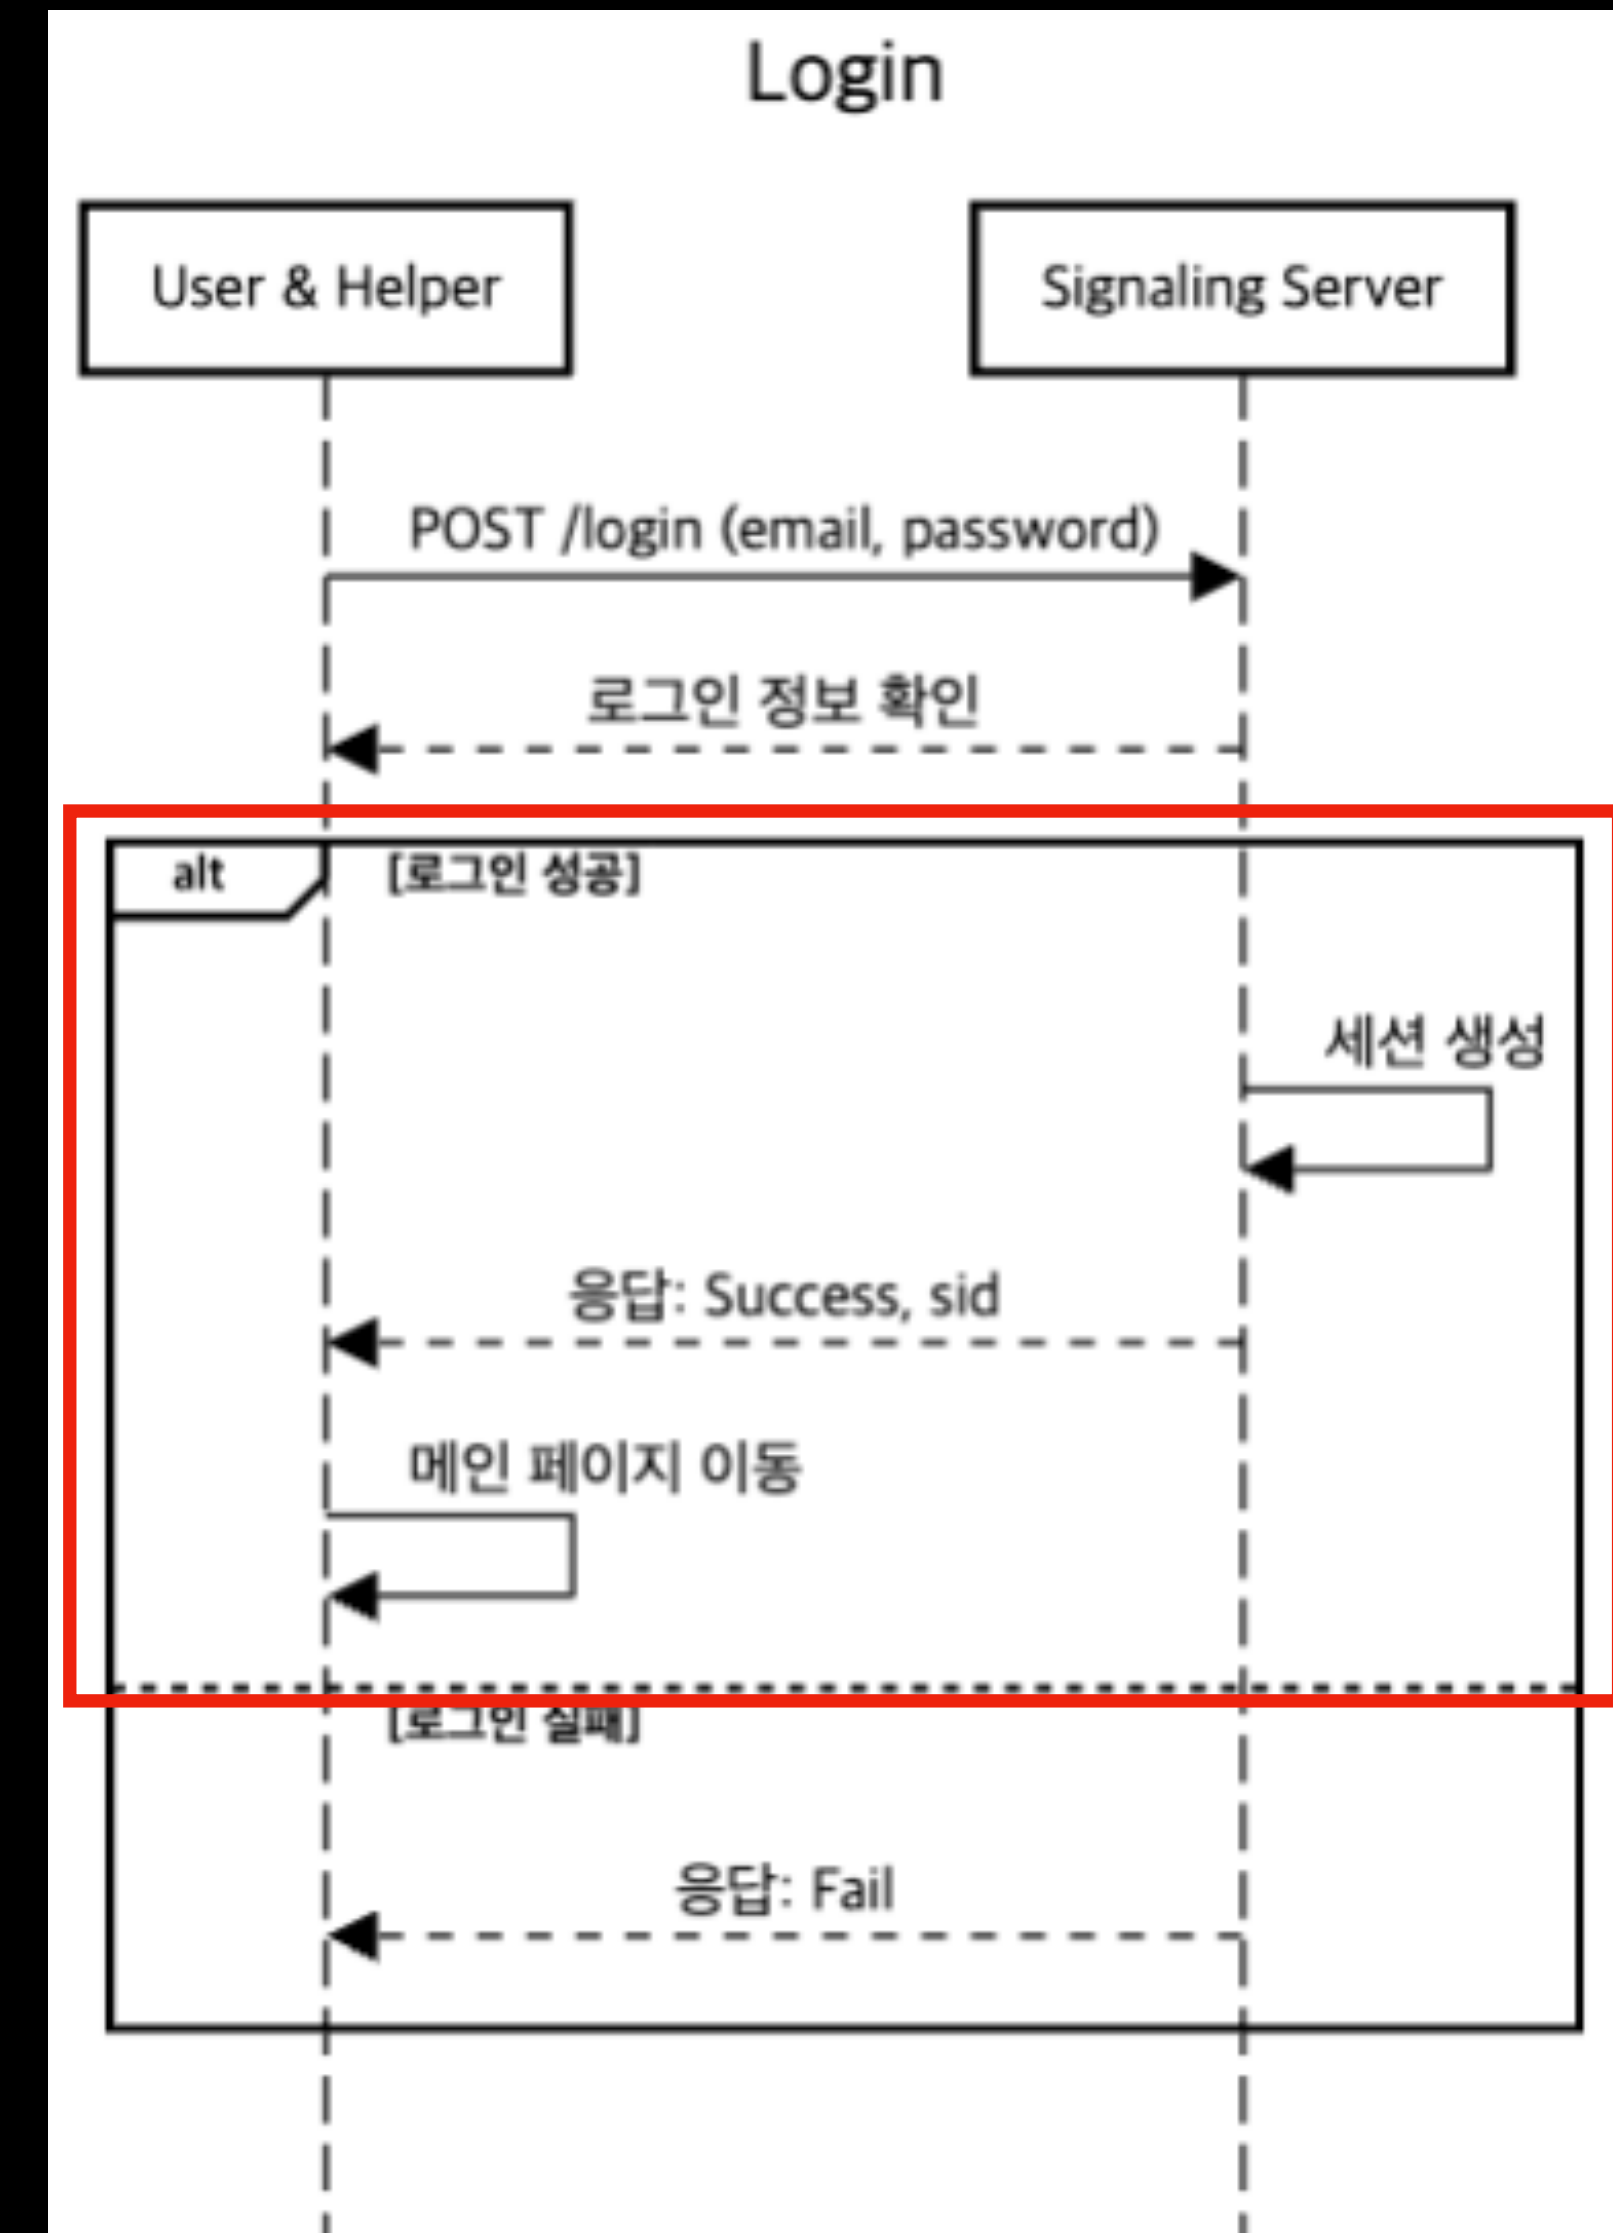 Login
User & Helper
Signaling Server
POST /login (email, password)
로그인 정보 확인
alt
[로그인 성공]
세션 생성
응답: Success, sid
메인 페이지 이동
[로그인 실패]
응답: Fail